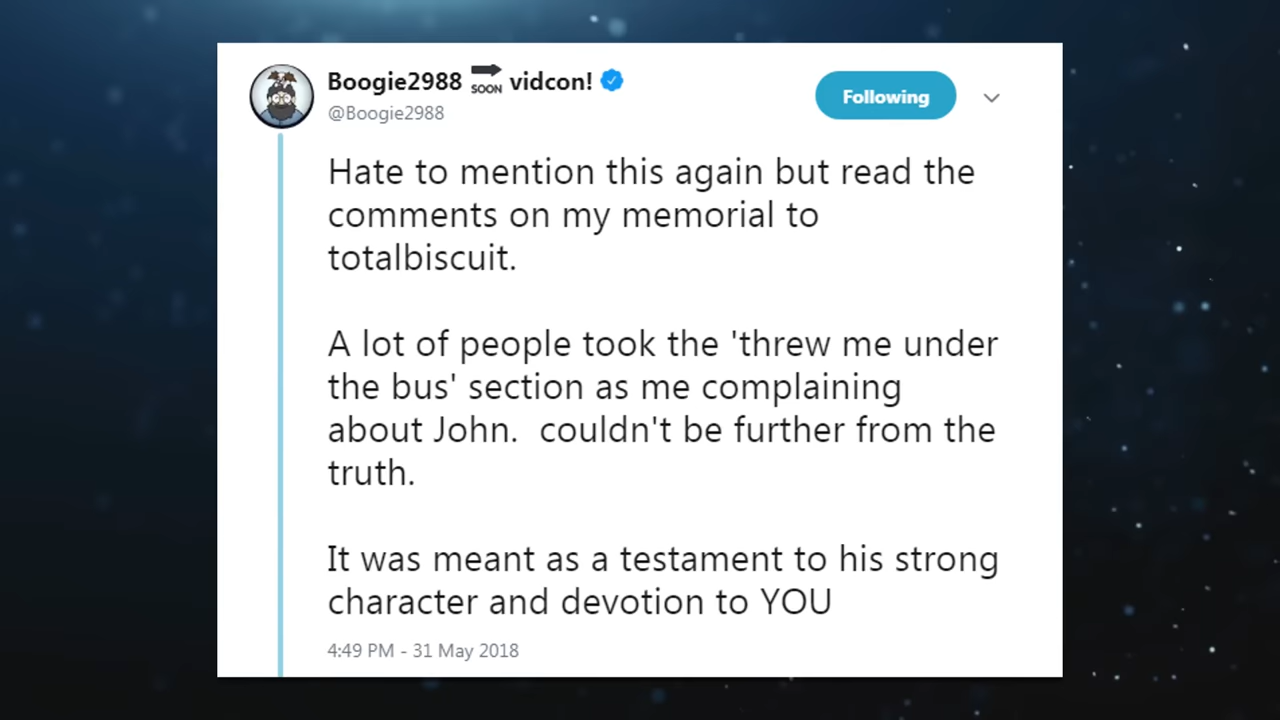 Boogie2988 SOON vidcon!
@Boogie2988
Following
Hate to mention this again but read the
comments on my memorial to
totalbiscuit.
A lot of people took the 'threw me under
the bus' section as me complaining
about John.  couldn't be further from the
truth.
It was meant as a testament to his strong
character and devotion to YOU
4:49 PM - 31 May 2018